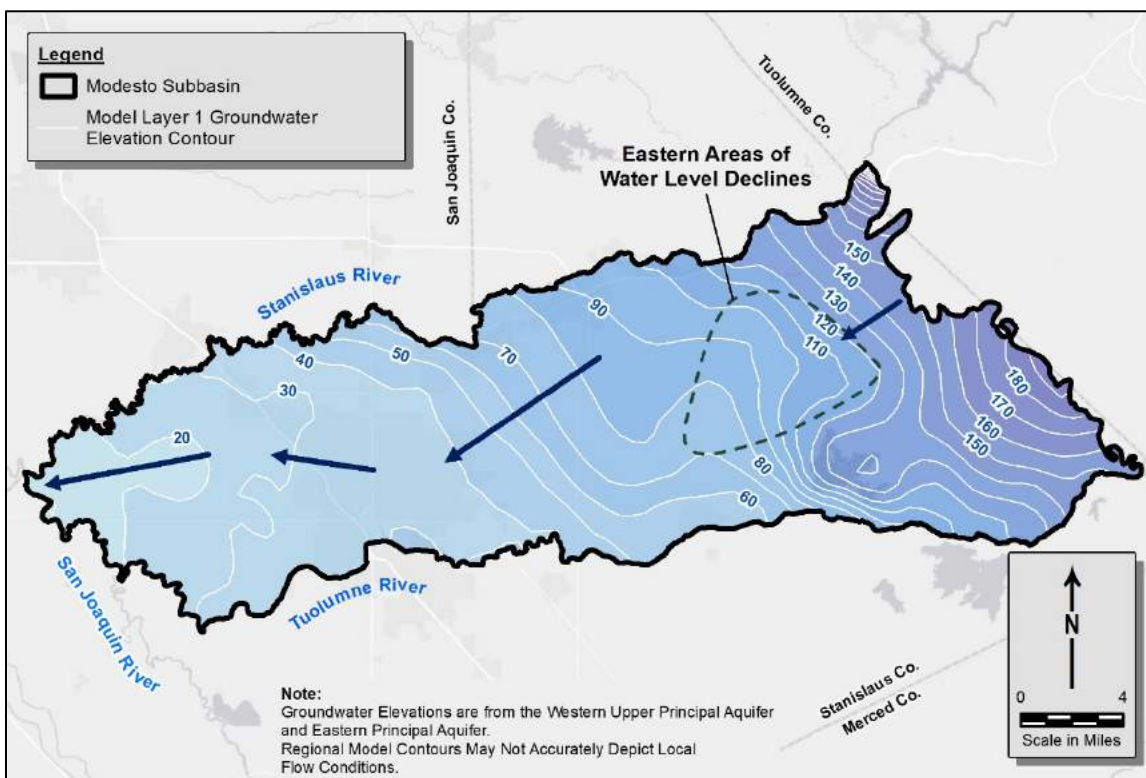 Legend
Modesto Subbasin
Model Layer 1 Groundwater
Elevation Contour
San Joaquin Co.
Tuolumne Co.
Eastern Areas of
Water Level Declines
Stanislaus River
150
140
130
120
110
90
70
50
40
30
20
180
170
160
150
80
60
San Joaquin River
Tuolumne River
Stanislaus Co.
Merced Co.
N
0 4
Scale in Miles
Note:
Groundwater Elevations are from the Western Upper Principal Aquifer
and Eastern Principal Aquifer.
Regional Model Contours May Not Accurately Depict Local
Flow Conditions.